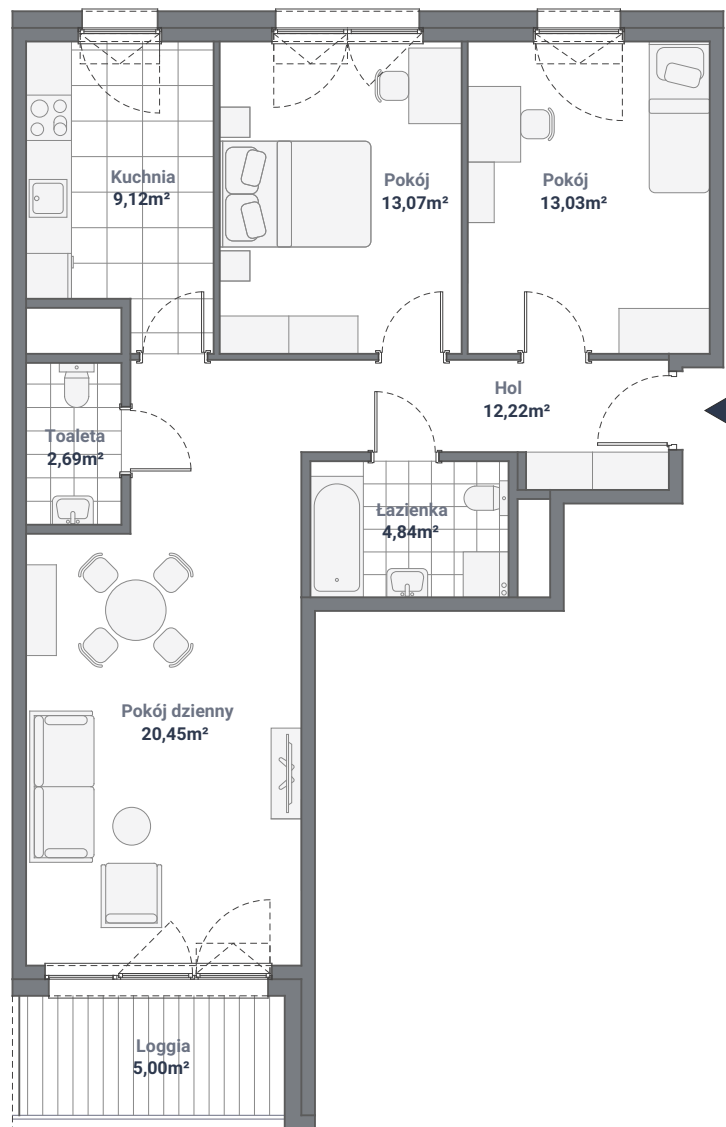 Kuchnia
9,12m²
Pokój
13,07m²
Pokój
13,03m²
Hol
12,22m²
Toaleta
2,69m²
Łazienka
4,84m²
Pokój dzienny
20,45m²
Loggia
5,00m²